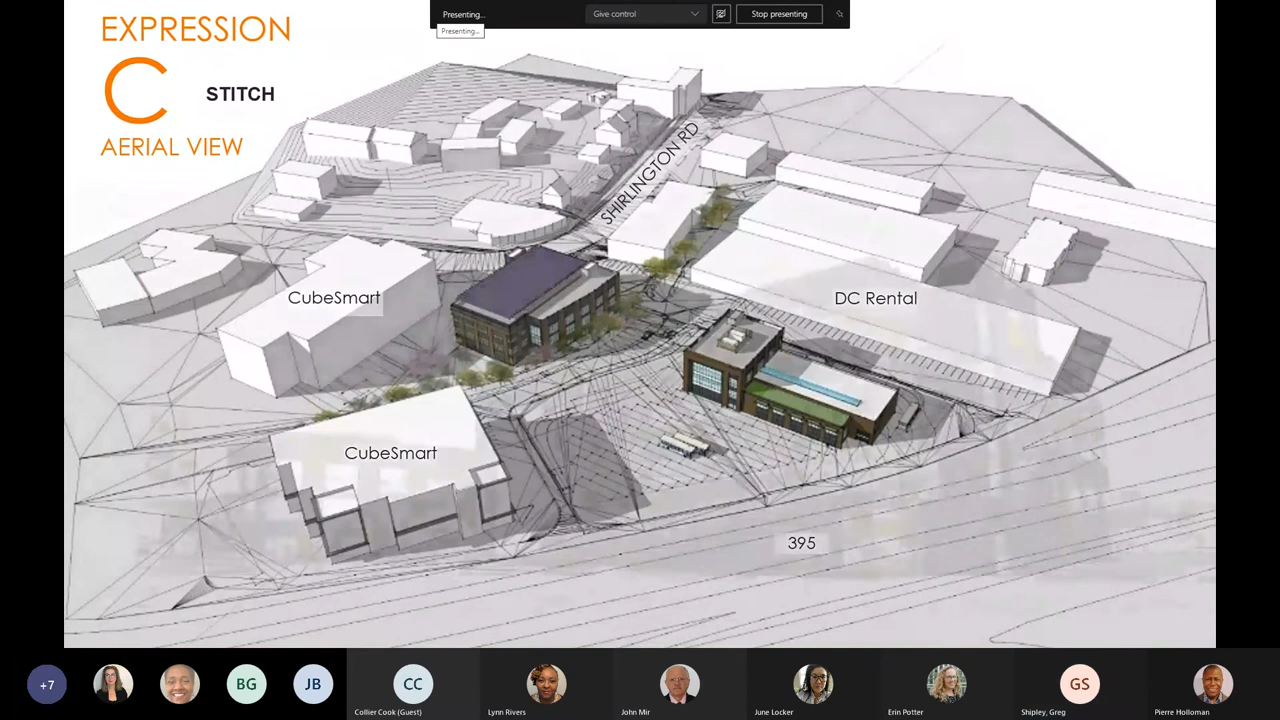 Presenting...
Give control
Stop presenting
Presenting...
EXPRESSION
C
STITCH
AERIAL VIEW
SHIRLINGTON RD
CubeSmart
DC Rental
CubeSmart
395
+7
BG
JB
CC
GS
Collier Cook (Guest)
Lynn Rivers
John Mir
June Locker
Erin Potter
Shipley, Greg
Pierre Holloman